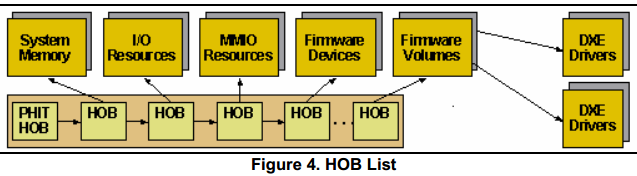 System
Memory
I/O
Resources
MMIO
Resources
Firmware
Devices
Firmware
Volumes
DXE
Drivers
DXE
Drivers
PHIT
HOB
HOB
HOB
HOB
HOB
. . .
HOB
Figure 4. HOB List